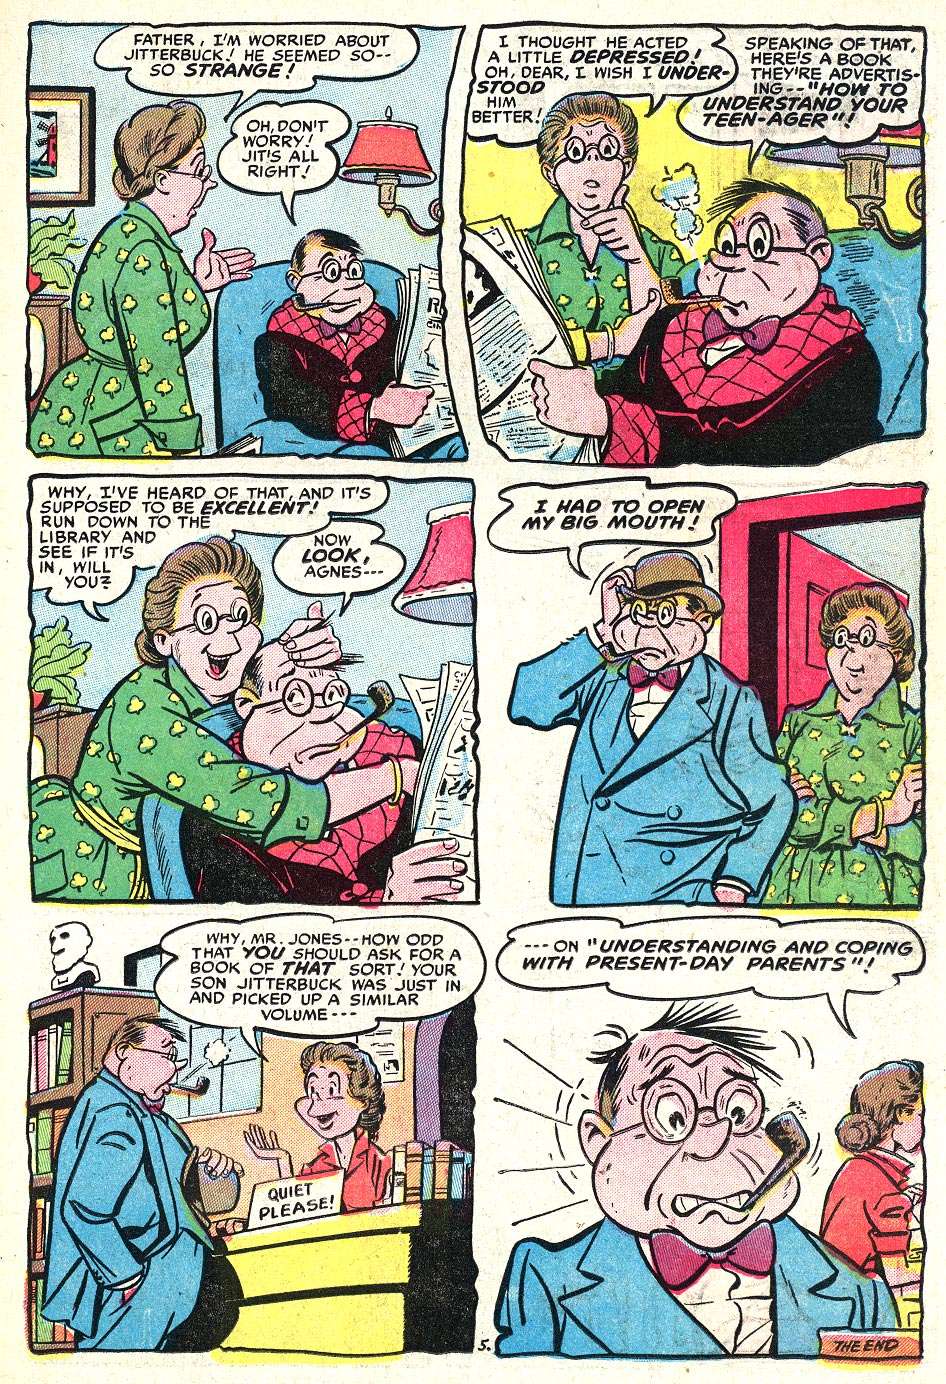 FATHER, I'M WORRIED ABOUT
JITTERBUCK! HE SEEMED SO--
SO STRANGE!
OH, DON'T
WORRY!
JIT'S ALL
RIGHT!
I THOUGHT HE ACTED
A LITTLE DEPRESSED!
OH, DEAR, I WISH I UNDER-
STOOD
HIM
BETTER!
SPEAKING OF THAT,
HERE'S A BOOK
THEY'RE ADVERTIS-
ING--"HOW TO
UNDERSTAND YOUR
TEEN-AGER"!
WHY, I'VE HEARD OF THAT, AND IT'S
SUPPOSED TO BE EXCELLENT!
RUN DOWN TO THE
LIBRARY AND
SEE IF IT'S
IN, WILL
YOU?
NOW
LOOK,
AGNES---
I HAD TO OPEN
MY BIG MOUTH!
WHY, MR. JONES--HOW ODD
THAT YOU SHOULD ASK FOR A
BOOK OF THAT SORT! YOUR
SON JITTERBUCK WAS JUST IN
AND PICKED UP A SIMILAR
VOLUME---
QUIET
PLEASE!
---ON "UNDERSTANDING AND COPING
WITH PRESENT-DAY PARENTS"!
5.
THE END